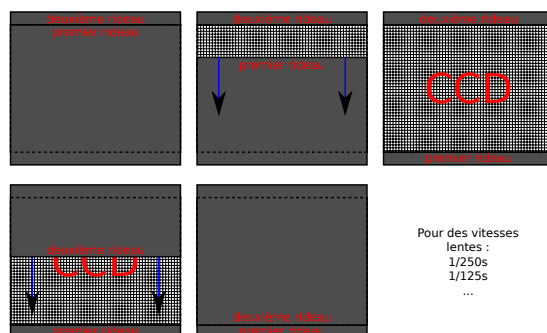 deuxième rideau
premier rideau
deuxième rideau
premier rideau
deuxième rideau
CCD
premier rideau
deuxième rideau
CCD
premier rideau
deuxième rideau
premier rideau
Pour des vitesses
lentes :
1/250s
1/125s
...